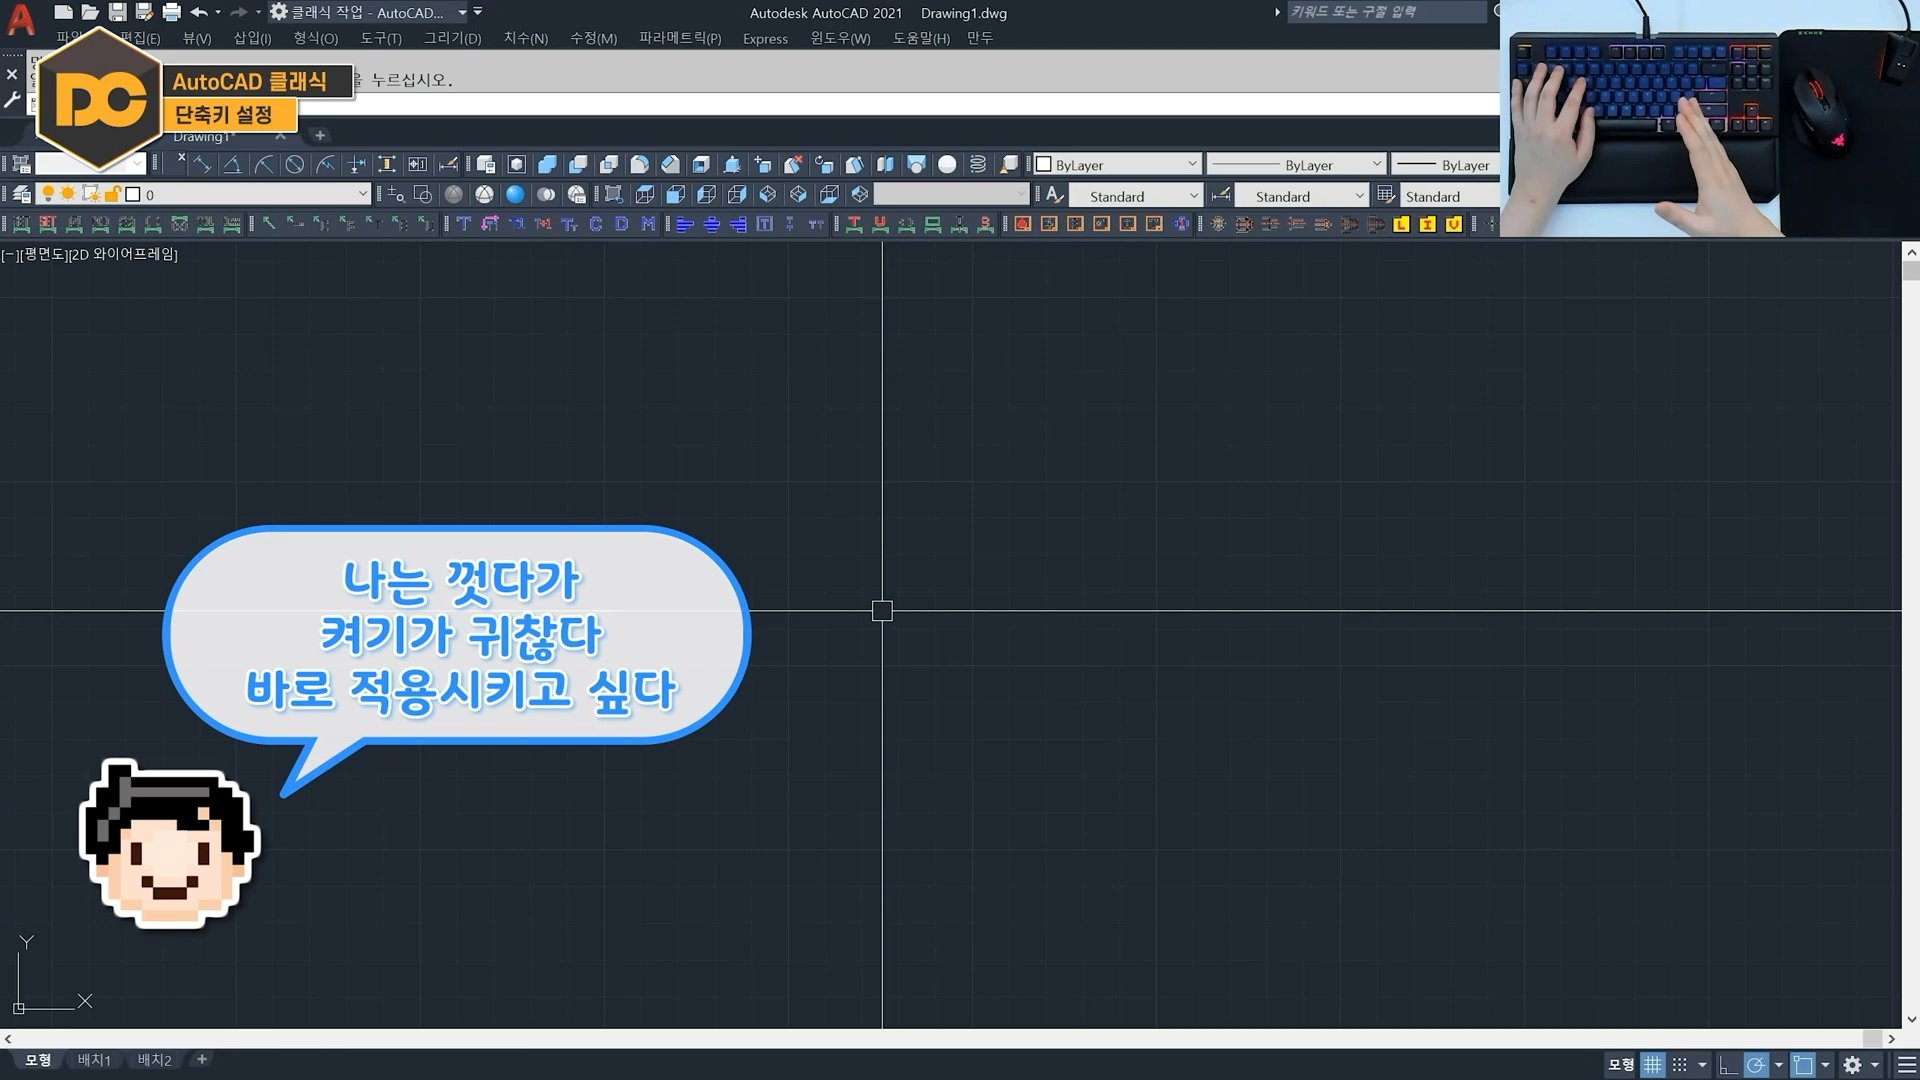 클래식 작업 - AutoCAD...
Autodesk AutoCAD 2021 Drawing1.dwg
키워드 또는 구절 입력
편집(E) 뷰(V) 삽입(I) 형식(O) 도구(T) 그리기(D) 치수(N) 수정(M) 파라메트릭(P) Express 윈도우(W) 도움말(H) 만두
누르십시오.
DC
AutoCAD 클래식
단축키 설정
Drawing1*
ByLayer ByLayer ByLayer
0
Standard Standard Standard
[−][평면도][2D 와이어프레임]
나는 껏다가
켜기가 귀찮다
바로 적용시키고 싶다
Y
X
모형 배치1 배치2
모형